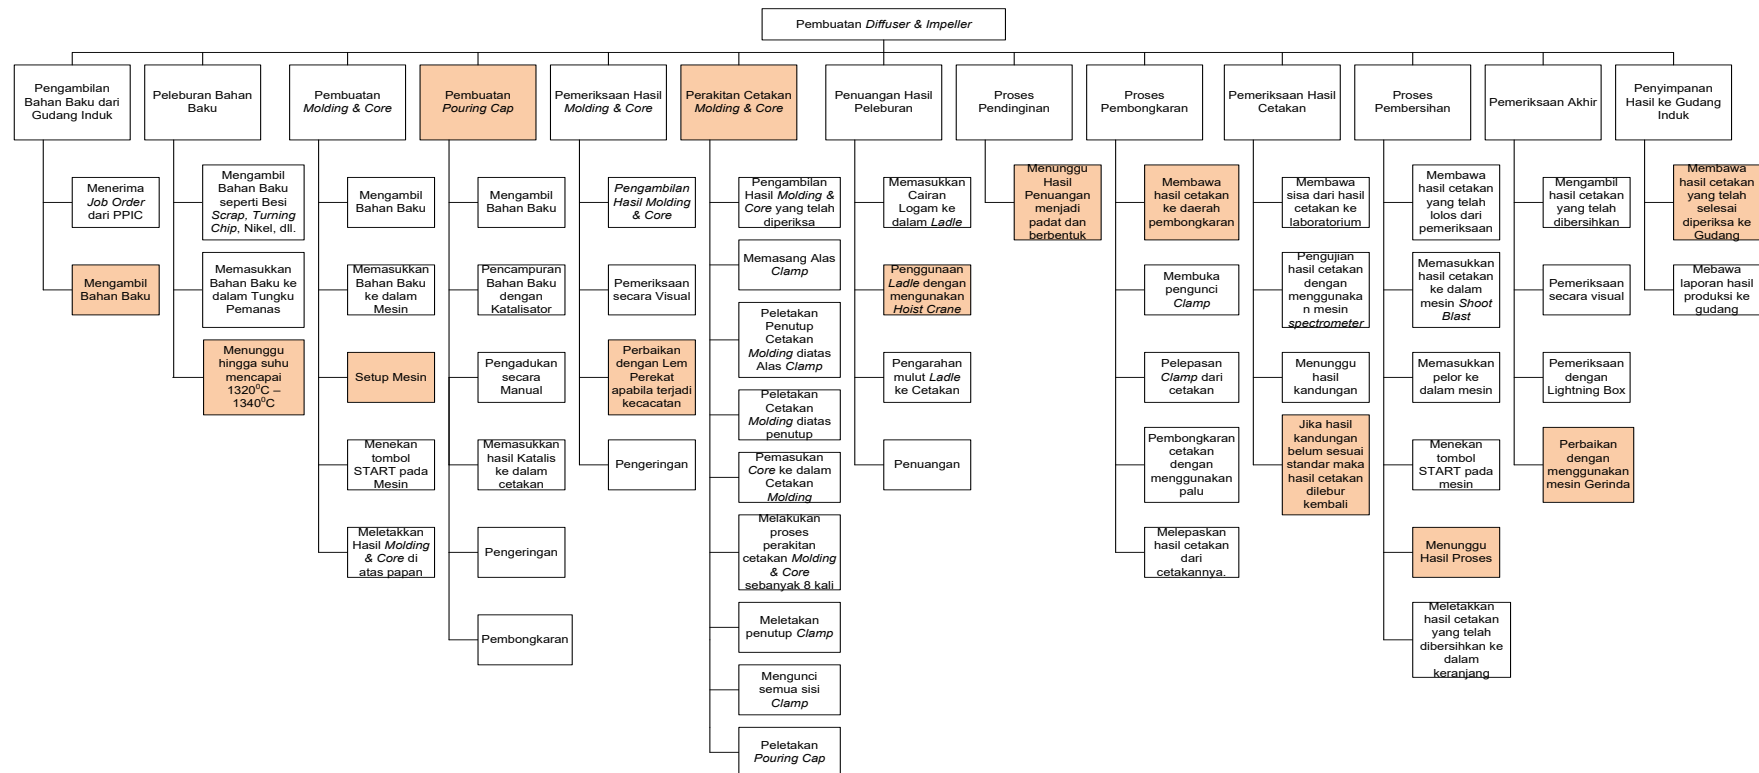 Pembuatan Diffuser & Impeller
Pengambilan
Bahan Baku dari
Gudang Induk
Peleburan Bahan
Baku
Pembuatan
Molding & Core
Pembuatan
Pouring Cap
Pemeriksaan Hasil
Molding & Core
Perakitan Cetakan
Molding & Core
Penuangan Hasil
Peleburan
Proses
Pendinginan
Proses
Pembongkaran
Pemeriksaan Hasil
Cetakan
Proses
Pembersihan
Pemeriksaan Akhir
Penyimpanan
Hasil ke Gudang
Induk
Menerima
Job Order
dari PPIC
Mengambil
Bahan Baku
Mengambil
Bahan Baku
seperti Besi
Scrap, Turning
Chip, Nikel, dll.
Memasukkan
Bahan Baku ke
dalam Tungku
Pemanas
Menunggu
hingga suhu
mencapai
1320⁰C –
1340⁰C
Mengambil
Bahan Baku
Memasukkan
Bahan Baku
ke dalam
Mesin
Setup Mesin
Menekan
tombol
START pada
Mesin
Meletakkan
Hasil Molding
& Core di
atas papan
Mengambil
Bahan Baku
Pencampuran
Bahan Baku
dengan
Katalisator
Pengadukan
secara
Manual
Memasukkan
hasil Katalis
ke dalam
cetakan
Pengeringan
Pembongkaran
Pengambilan
Hasil Molding
& Core
Pemeriksaan
secara Visual
Perbaikan
dengan Lem
Perekat
apabila terjadi
kecacatan
Pengeringan
Pengambilan
Hasil Molding &
Core yang telah
diperiksa
Memasang Alas
Clamp
Peletakan
Penutup
Cetakan
Molding diatas
Alas Clamp
Peletakan
Cetakan
Molding diatas
penutup
Pemasukan
Core ke dalam
Cetakan
Molding
Melakukan
proses
perakitan
cetakan Molding
& Core
sebanyak 8 kali
Meletakan
penutup Clamp
Mengunci
semua sisi
Clamp
Peletakan
Pouring Cap
Memasukkan
Cairan
Logam ke
dalam Ladle
Penggunaan
Ladle dengan
mengunakan
Hoist Crane
Pengarahan
mulut Ladle
ke Cetakan
Penuangan
Menunggu
Hasil
Penuangan
menjadi
padat dan
berbentuk
Membawa
hasil cetakan
ke daerah
pembongkaran
Membuka
pengunci
Clamp
Pelepasan
Clamp dari
cetakan
Pembongkaran
cetakan dengan
menggunakan
palu
Melepaskan
hasil cetakan
dari
cetakannya.
Membawa
sisa dari hasil
cetakan ke
laboratorium
Pengujian
hasil cetakan
dengan
menggunaka
n mesin
spectrometer
Menunggu
hasil
kandungan
Jika hasil
kandungan
belum sesuai
standar maka
hasil cetakan
dilebur
kembali
Membawa
hasil cetakan
yang telah
lolos dari
pemeriksaan
Memasukkan
hasil cetakan
ke dalam
mesin Shoot
Blast
Memasukkan
pelor ke
dalam mesin
Menekan
tombol
START pada
mesin
Menunggu
Hasil Proses
Meletakkan
hasil cetakan
yang telah
dibersihkan ke
dalam
keranjang
Mengambil
hasil cetakan
yang telah
dibersihkan
Pemeriksaan
secara visual
Pemeriksaan
dengan
Lightning Box
Perbaikan
dengan
menggunakan
mesin Gerinda
Membawa
hasil cetakan
yang telah
selesai
diperiksa ke
Gudang
Mebawa
laporan hasil
produksi ke
gudang